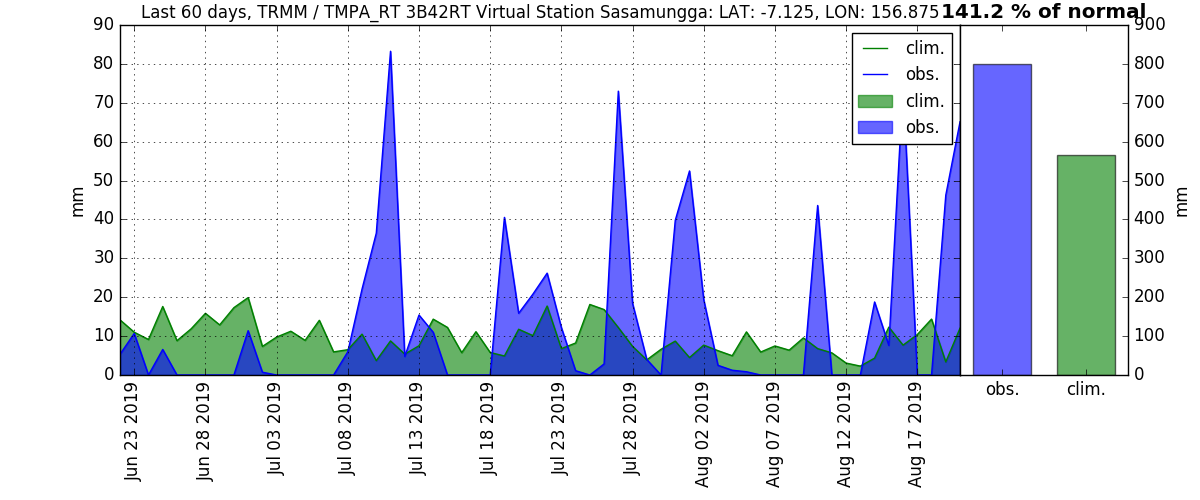 Last 60 days, TRMM / TMPA_RT 3B42RT Virtual Station Sasamungga: LAT: -7.125, LON: 156.875 141.2 % of normal
90
80
70
60
50
40
30
20
10
0
mm
clim.
obs.
clim.
obs.
900
800
700
600
500
400
300
200
100
0
mm
Jun 23 2019
Jun 28 2019
Jul 03 2019
Jul 08 2019
Jul 13 2019
Jul 18 2019
Jul 23 2019
Jul 28 2019
Aug 02 2019
Aug 07 2019
Aug 12 2019
Aug 17 2019
obs.
clim.